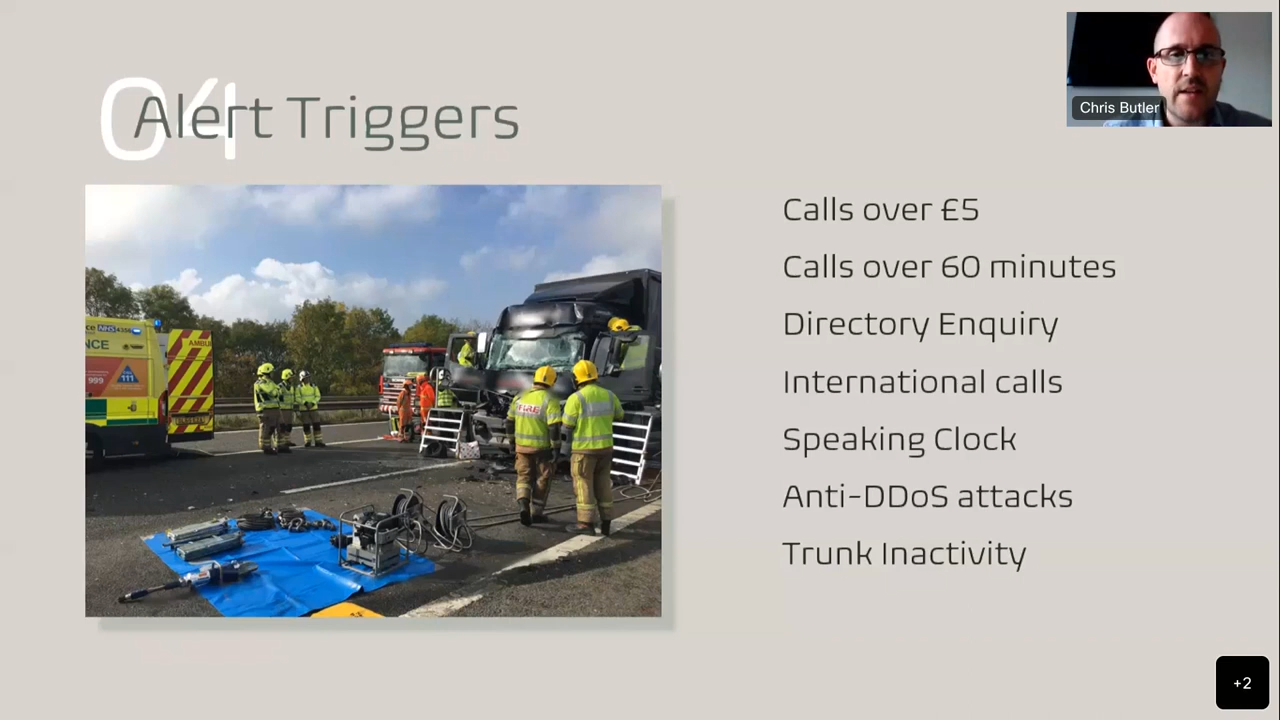 04
Alert Triggers
Chris Butler
Calls over £5
Calls over 60 minutes
Directory Enquiry
International calls
Speaking Clock
Anti-DDoS attacks
Trunk Inactivity
NHS
NCE
AMBU
999
111
FIRE
+2